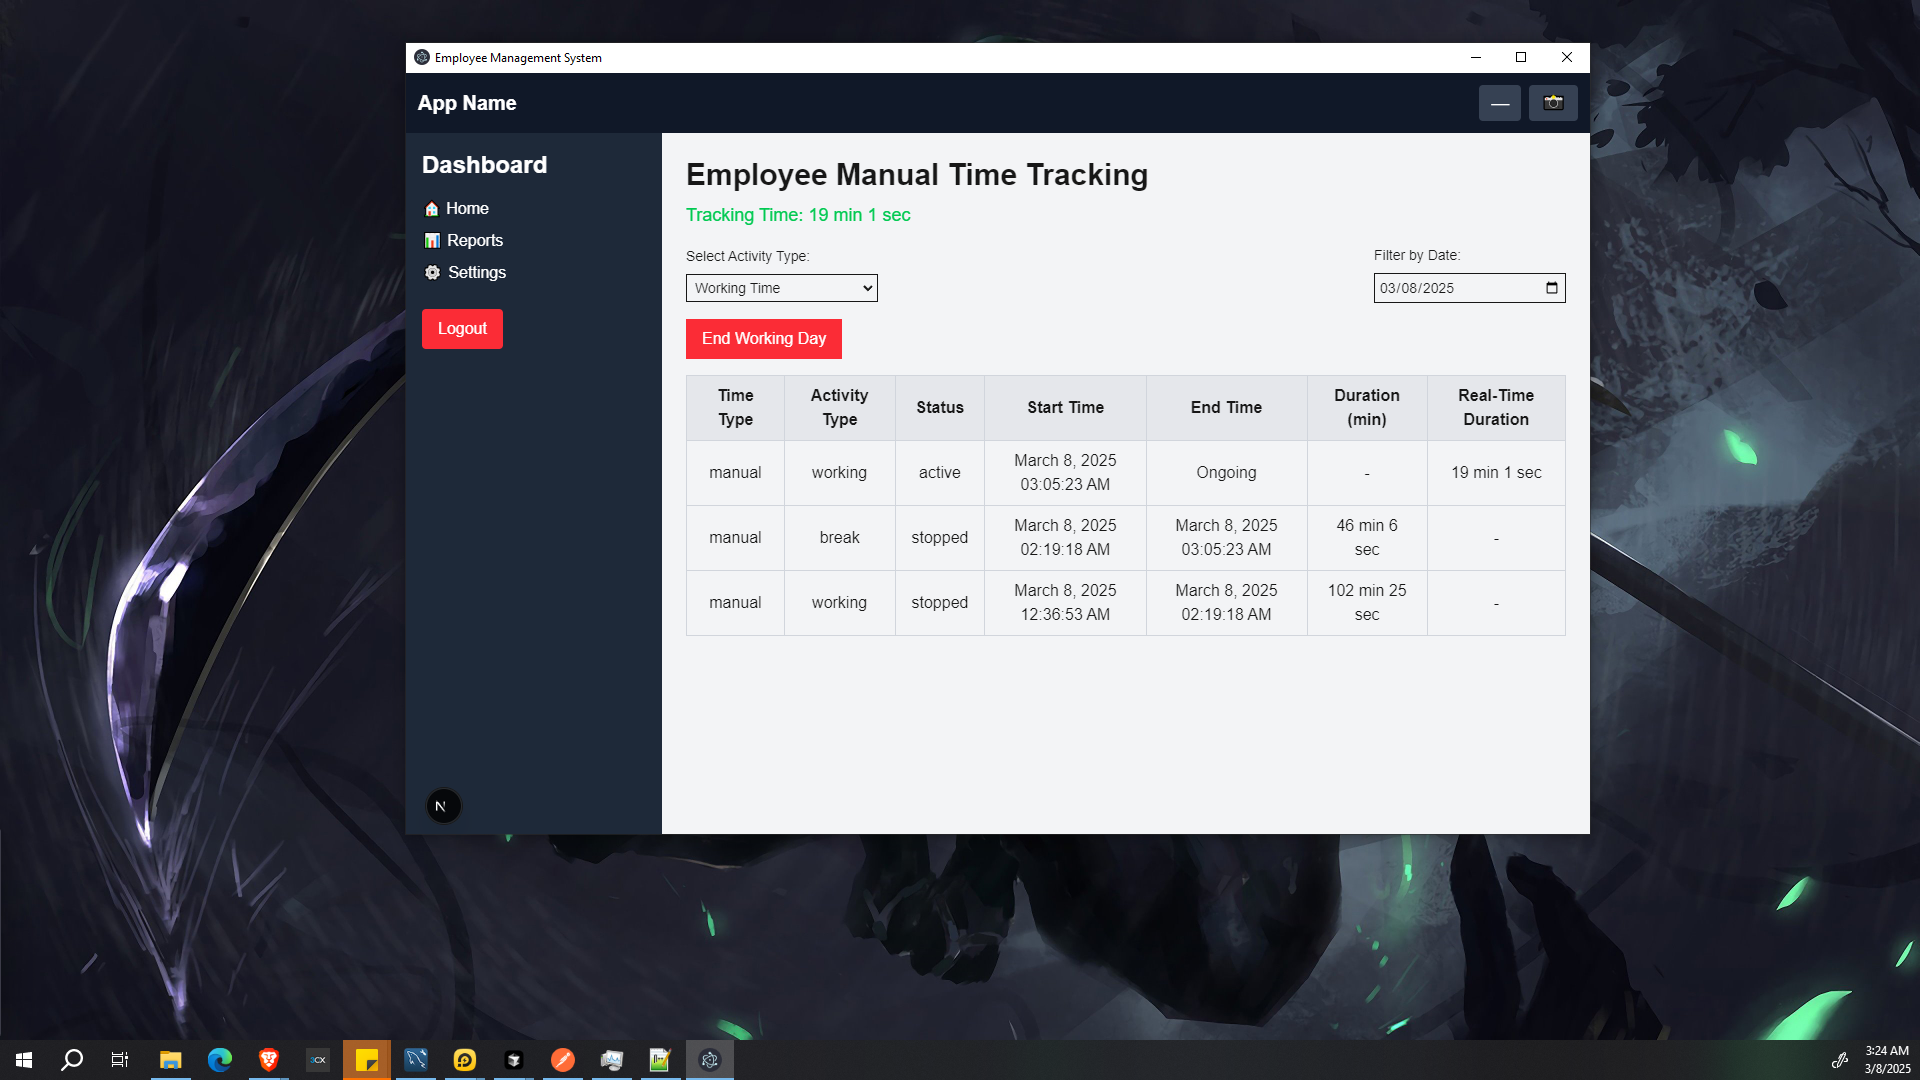 Employee Management System
App Name
Dashboard
Home
Reports
Settings
Logout
N
Employee Manual Time Tracking
Tracking Time: 19 min 1 sec
Select Activity Type:
Working Time
Filter by Date:
03/08/2025
End Working Day
Time Type
Activity Type
Status
Start Time
End Time
Duration (min)
Real-Time Duration
manual
working
active
March 8, 2025
03:05:23 AM
Ongoing
-
19 min 1 sec
manual
break
stopped
March 8, 2025
02:19:18 AM
March 8, 2025
03:05:23 AM
46 min 6
sec
-
manual
working
stopped
March 8, 2025
12:36:53 AM
March 8, 2025
02:19:18 AM
102 min 25
sec
-
3CX
3:24 AM
3/8/2025